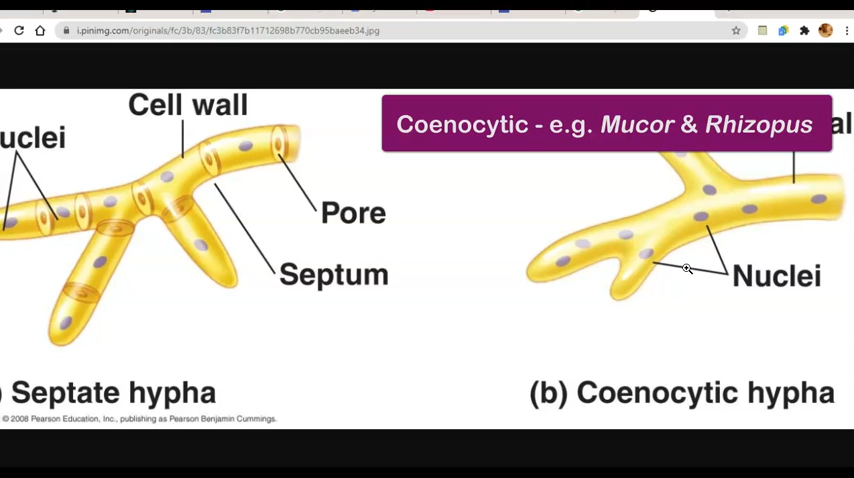 i.pinimg.com/originals/fc/3b/83/fc3b83f7b11712698b770cb95baeeb34.jpg
Cell wall
Coenocytic - e.g. Mucor & Rhizopus
al
uclei
Pore
Septum
Nuclei
) Septate hypha
(b) Coenocytic hypha
© 2008 Pearson Education, Inc., publishing as Pearson Benjamin Cummings.